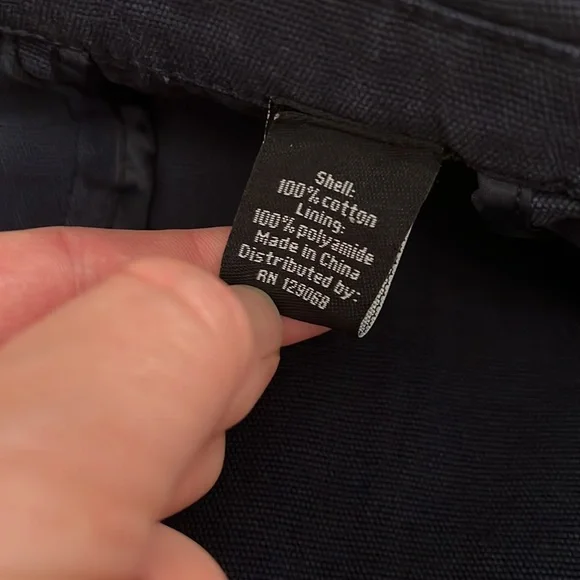 Shell:
100% cotton
Lining:
100% polyamide
Made in China
Distributed by:
RN 129068